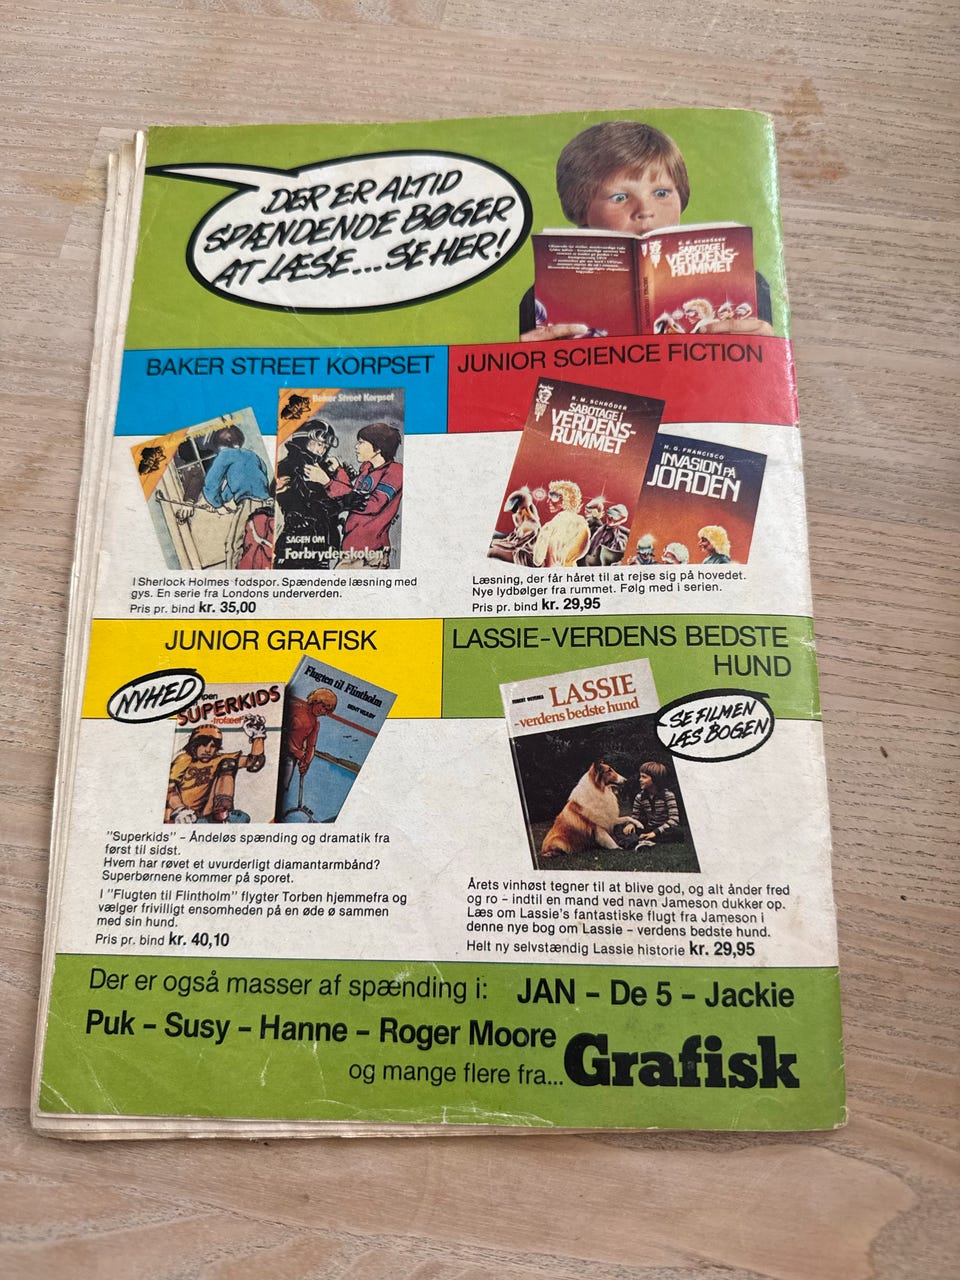 DER ER ALTID
SPÆNDENDE BØGER
AT LÆSE...SE HER!
R. M. SCHRÖDER
SABOTAGE I
VERDENS-
RUMMET
BAKER STREET KORPSET
JUNIOR SCIENCE FICTION
Baker Street Korpset
SAGEN OM
"Forbryderskolen"
R. M. SCHRÖDER
SABOTAGE I
VERDENS-
RUMMET
H. G. FRANCISCO
INVASION PÅ
JORDEN
I Sherlock Holmes fodspor. Spændende læsning med
gys. En serie fra Londons underverden.
Pris pr. bind kr. 35,00
Læsning, der får håret til at rejse sig på hovedet.
Nye lydbølger fra rummet. Følg med i serien.
Pris pr. bind kr. 29,95
JUNIOR GRAFISK
LASSIE-VERDENS BEDSTE
HUND
NYHED
SUPERKIDS
-trofæet
Flugten til Flintholm
LASSIE
-verdens bedste hund
SE FILMEN
LÆS BOGEN
"Superkids" – Åndeløs spænding og dramatik fra
først til sidst.
Hvem har røvet et uvurderligt diamantarmbånd?
Superbørnene kommer på sporet.
I "Flugten til Flintholm" flygter Torben hjemmefra og
vælger frivilligt ensomheden på en øde ø sammen
med sin hund.
Pris pr. bind kr. 40,10
Årets vinhøst tegner til at blive god, og alt ånder fred
og ro - indtil en mand ved navn Jameson dukker op.
Læs om Lassie's fantastiske flugt fra Jameson i
denne nye bog om Lassie - verdens bedste hund.
Helt ny selvstændig Lassie historie kr. 29,95
Der er også masser af spænding i: JAN – De 5 – Jackie
Puk – Susy – Hanne – Roger Moore
og mange flere fra... Grafisk